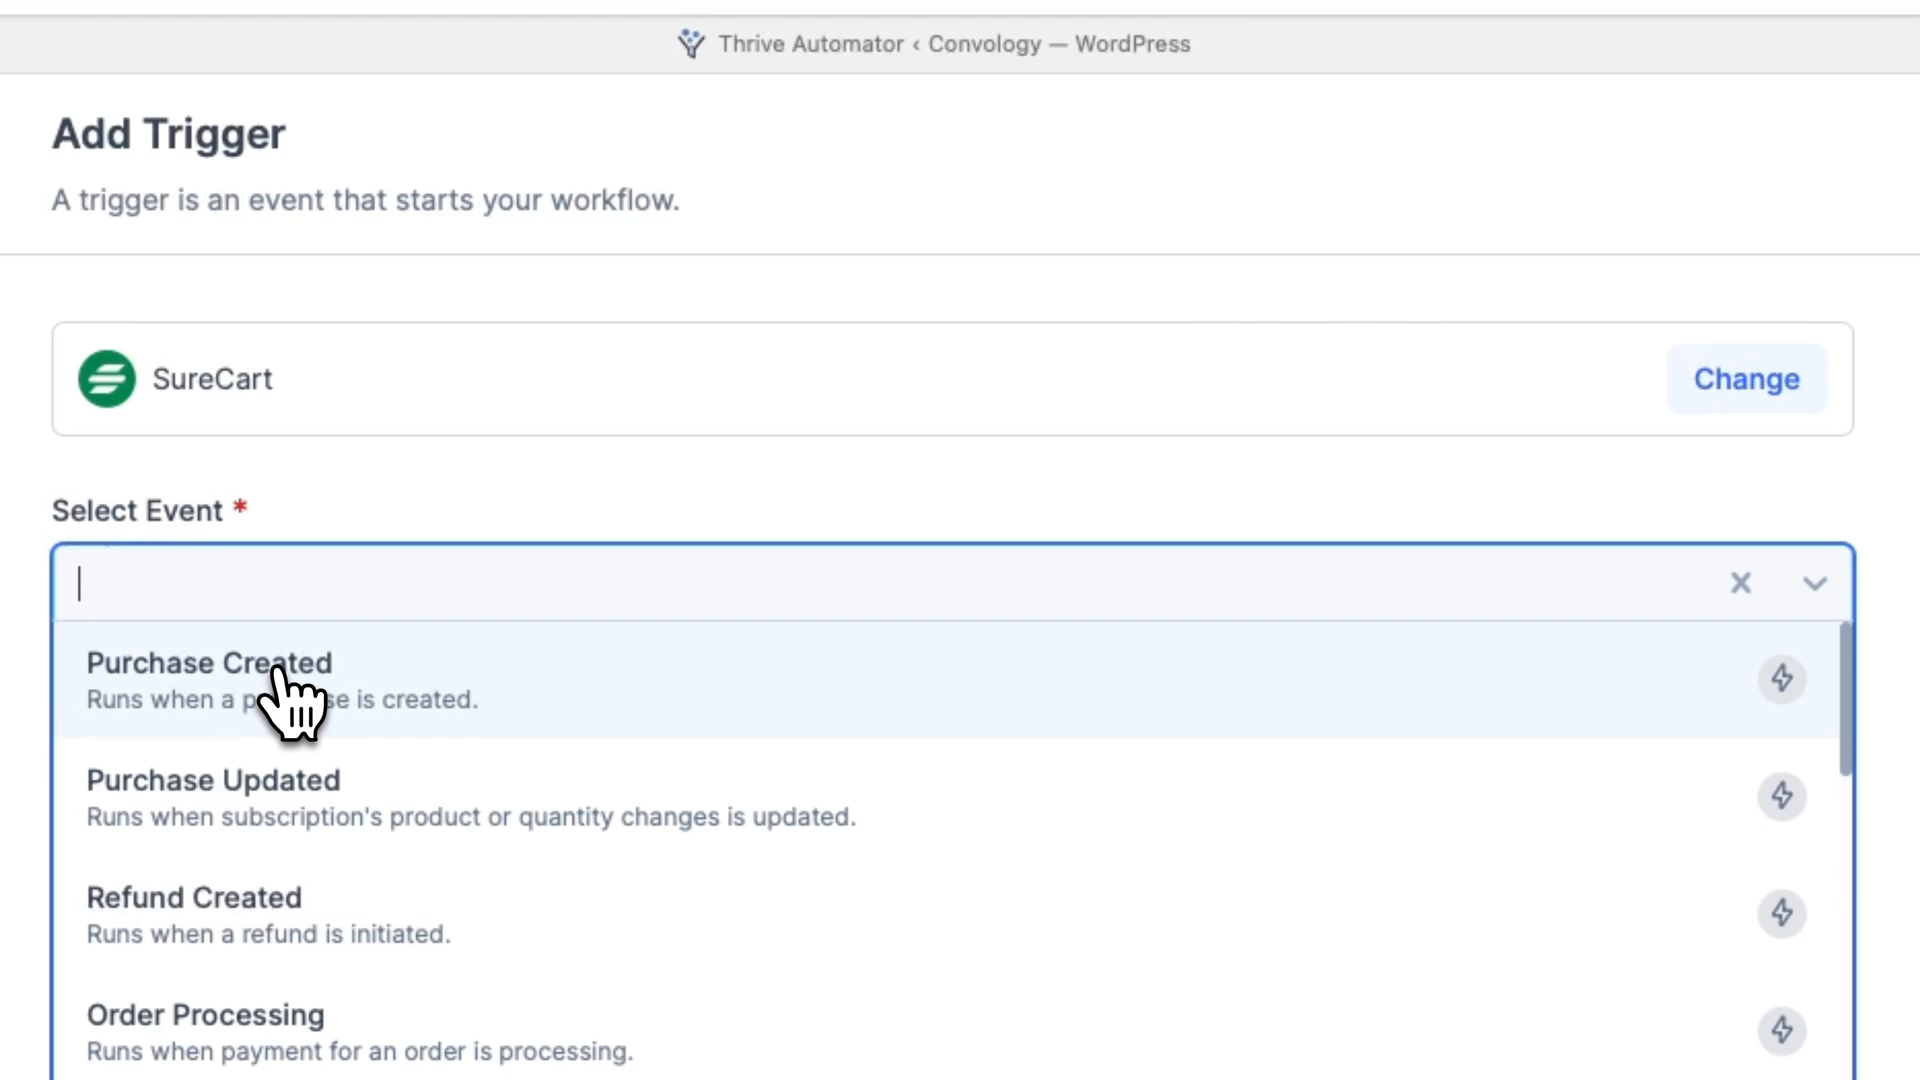 Thrive Automator ‹ Convology — WordPress
Add Trigger
A trigger is an event that starts your workflow.
SureCart
Change
Select Event *
Purchase Created
Runs when a p se is created.
Purchase Updated
Runs when subscription's product or quantity changes is updated.
Refund Created
Runs when a refund is initiated.
Order Processing
Runs when payment for an order is processing.